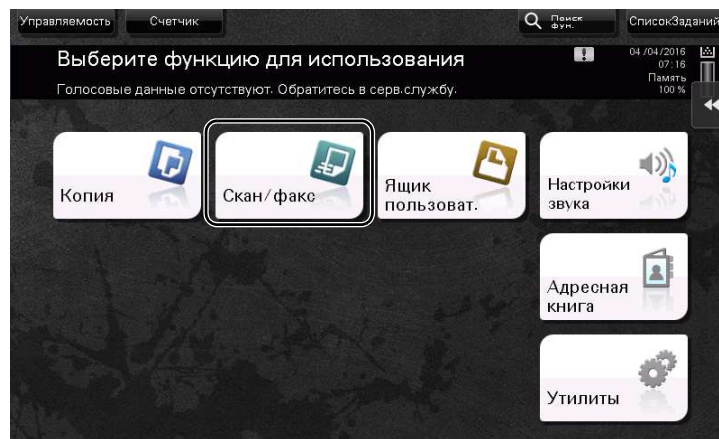 Управляемость
Счетчик
Поиск
фун.
СписокЗаданий
Выберите функцию для использования
04/04/2016
07:16
Голосовые данные отсутствуют. Обратитесь в серв.службу.
Память
100 %
Копия
Скан/факс
Ящик
пользоват.
Настройки
звука
Адресная
книга
Утилиты